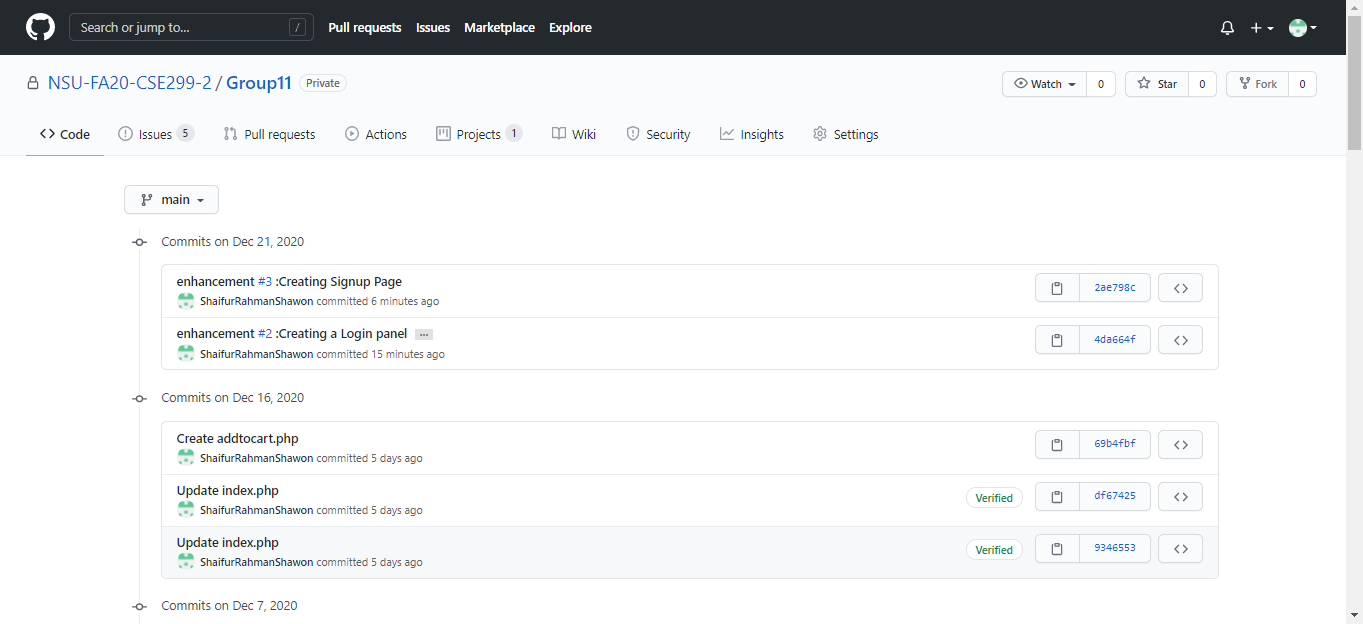 Search or jump to... / Pull requests Issues Marketplace Explore
NSU-FA20-CSE299-2 / Group11 Private Watch 0 Star 0 Fork 0
Code Issues 5 Pull requests Actions Projects 1 Wiki Security Insights Settings
main
Commits on Dec 21, 2020
enhancement #3 :Creating Signup Page
ShaifurRahmanShawon committed 6 minutes ago 2ae798c
enhancement #2 :Creating a Login panel ...
ShaifurRahmanShawon committed 15 minutes ago 4da664f
Commits on Dec 16, 2020
Create addtocart.php
ShaifurRahmanShawon committed 5 days ago 69b4fbf
Update index.php
ShaifurRahmanShawon committed 5 days ago Verified df67425
Update index.php
ShaifurRahmanShawon committed 5 days ago Verified 9346553
Commits on Dec 7, 2020